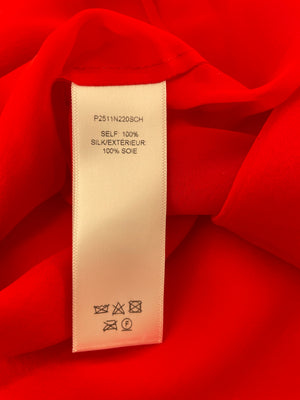 P2511N220SCH
SELF: 100%
SILK/EXTERIEUR:
100% SOIE
F